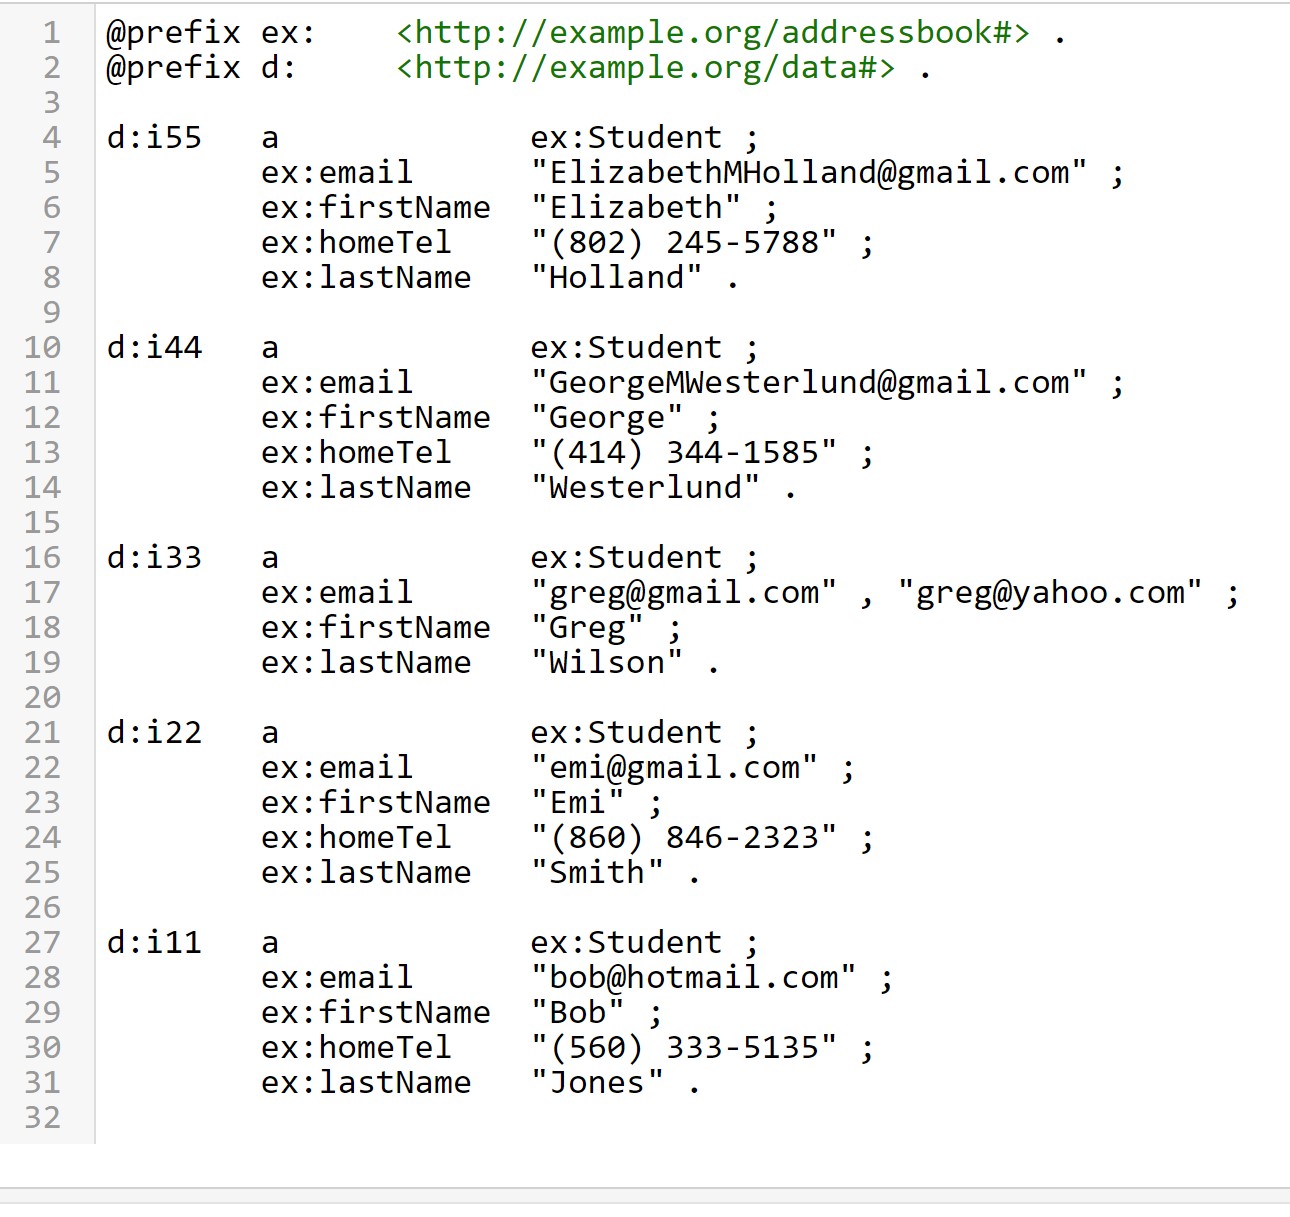 1 @prefix ex: <http://example.org/addressbook#> .
2 @prefix d: <http://example.org/data#> .
3
4 d:i55 a ex:Student ;
5 ex:email "ElizabethMHolland@gmail.com" ;
6 ex:firstName "Elizabeth" ;
7 ex:homeTel "(802) 245-5788" ;
8 ex:lastName "Holland" .
9
10 d:i44 a ex:Student ;
11 ex:email "GeorgeMWesterlund@gmail.com" ;
12 ex:firstName "George" ;
13 ex:homeTel "(414) 344-1585" ;
14 ex:lastName "Westerlund" .
15
16 d:i33 a ex:Student ;
17 ex:email "greg@gmail.com" , "greg@yahoo.com" ;
18 ex:firstName "Greg" ;
19 ex:lastName "Wilson" .
20
21 d:i22 a ex:Student ;
22 ex:email "emi@gmail.com" ;
23 ex:firstName "Emi" ;
24 ex:homeTel "(860) 846-2323" ;
25 ex:lastName "Smith" .
26
27 d:i11 a ex:Student ;
28 ex:email "bob@hotmail.com" ;
29 ex:firstName "Bob" ;
30 ex:homeTel "(560) 333-5135" ;
31 ex:lastName "Jones" .
32